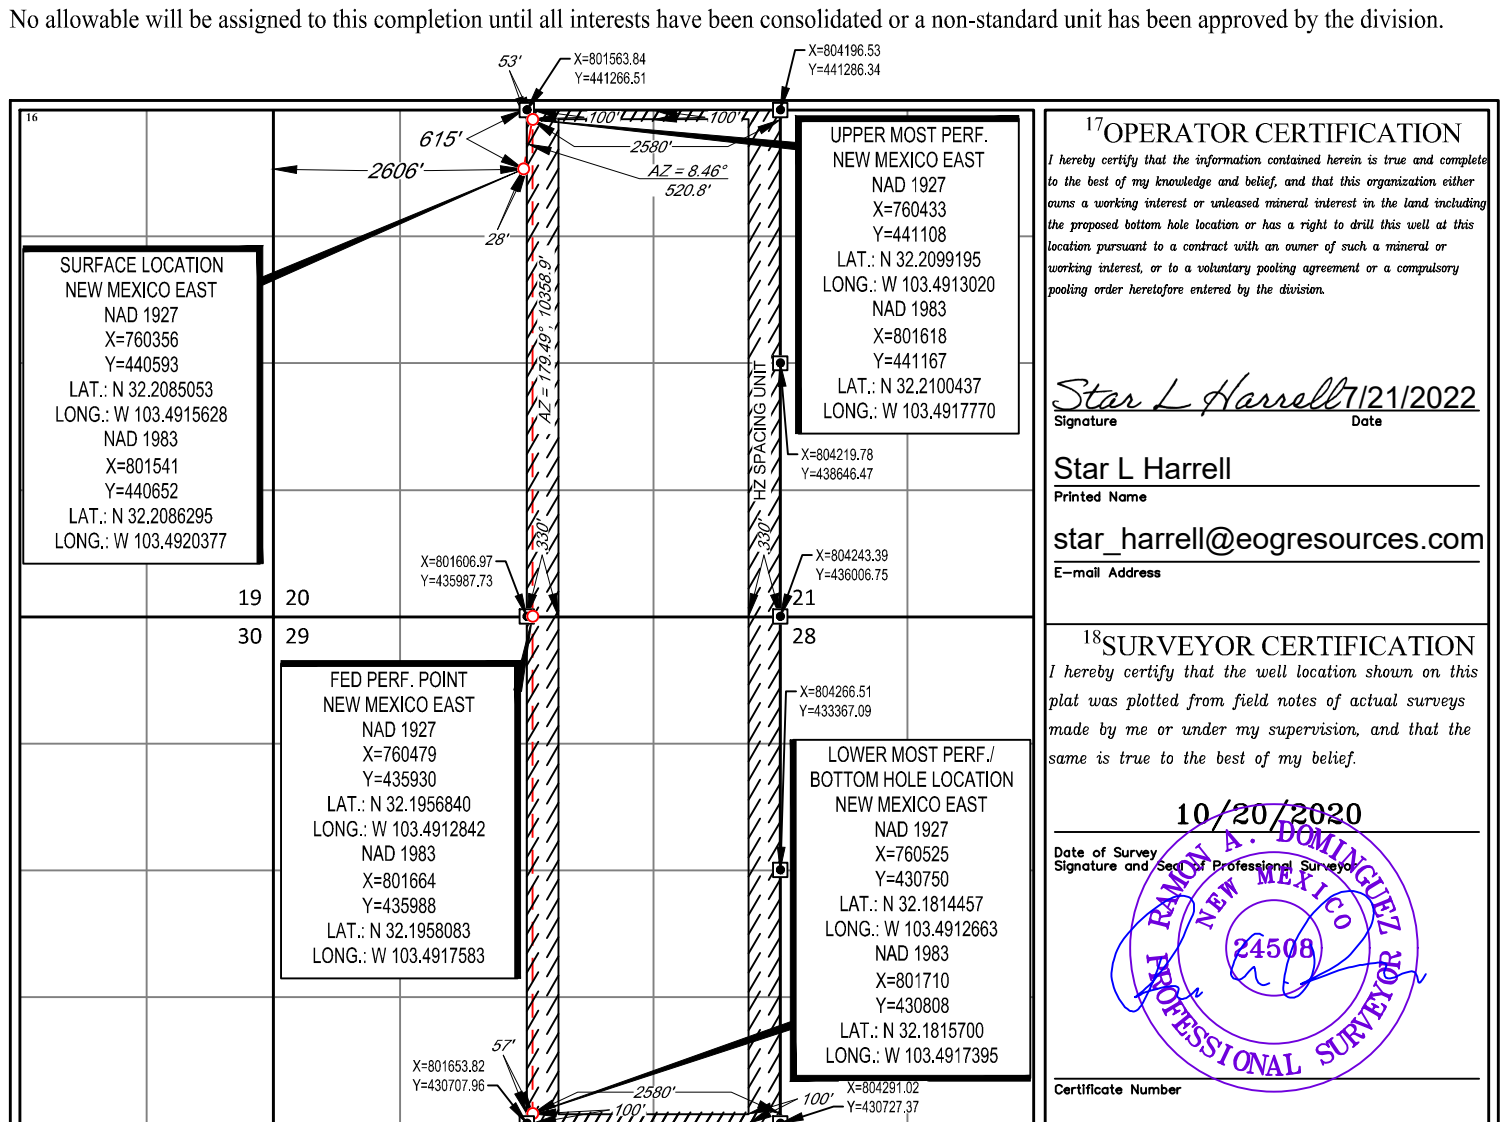 No allowable will be assigned to this completion until all interests have been consolidated or a non-standard unit has been approved by the division.
X=801563.84
Y=441266.51
X=804196.53
Y=441286.34
53'
16
615'
100'
100'
2580'
2606'
AZ = 8.46°
520.8'
28'
AZ = 179.49°, 10358.9'
SURFACE LOCATION
NEW MEXICO EAST
NAD 1927
X=760356
Y=440593
LAT.: N 32.2085053
LONG.: W 103.4915628
NAD 1983
X=801541
Y=440652
LAT.: N 32.2086295
LONG.: W 103.4920377
UPPER MOST PERF.
NEW MEXICO EAST
NAD 1927
X=760433
Y=441108
LAT.: N 32.2099195
LONG.: W 103.4913020
NAD 1983
X=801618
Y=441167
LAT.: N 32.2100437
LONG.: W 103.4917770
HZ SPACING UNIT
X=804219.78
Y=438646.47
330'
330'
X=801606.97
Y=435987.73
X=804243.39
Y=436006.75
19 20
21
30 29
28
FED PERF. POINT
NEW MEXICO EAST
NAD 1927
X=760479
Y=435930
LAT.: N 32.1956840
LONG.: W 103.4912842
NAD 1983
X=801664
Y=435988
LAT.: N 32.1958083
LONG.: W 103.4917583
X=804266.51
Y=433367.09
LOWER MOST PERF./
BOTTOM HOLE LOCATION
NEW MEXICO EAST
NAD 1927
X=760525
Y=430750
LAT.: N 32.1814457
LONG.: W 103.4912663
NAD 1983
X=801710
Y=430808
LAT.: N 32.1815700
LONG.: W 103.4917395
57'
X=801653.82
Y=430707.96
2580'
100'
100'
X=804291.02
Y=430727.37
17OPERATOR CERTIFICATION
I hereby certify that the information contained herein is true and complete
to the best of my knowledge and belief, and that this organization either
owns a working interest or unleased mineral interest in the land including
the proposed bottom hole location or has a right to drill this well at this
location pursuant to a contract with an owner of such a mineral or
working interest, or to a voluntary pooling agreement or a compulsory
pooling order heretofore entered by the division.
Star L Harrell 7/21/2022
Signature Date
Star L Harrell
Printed Name
star_harrell@eogresources.com
E-mail Address
18SURVEYOR CERTIFICATION
I hereby certify that the well location shown on this
plat was plotted from field notes of actual surveys
made by me or under my supervision, and that the
same is true to the best of my belief.
10/20/2020
Date of Survey
Signature and Seal of Professional Surveyor
RAMON A. DOMINGUEZ
NEW MEXICO
24508
PROFESSIONAL SURVEYOR
Certificate Number